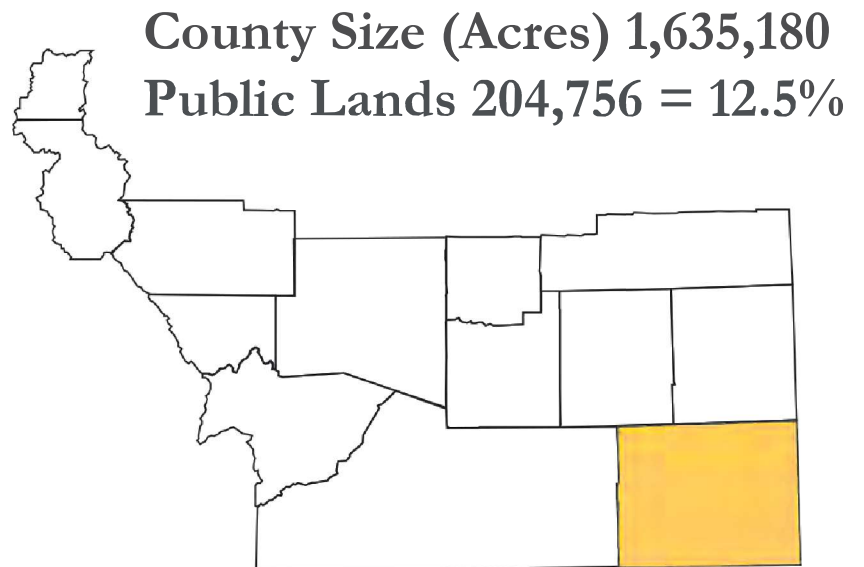 County Size (Acres) 1,635,180
Public Lands 204,756 = 12.5%